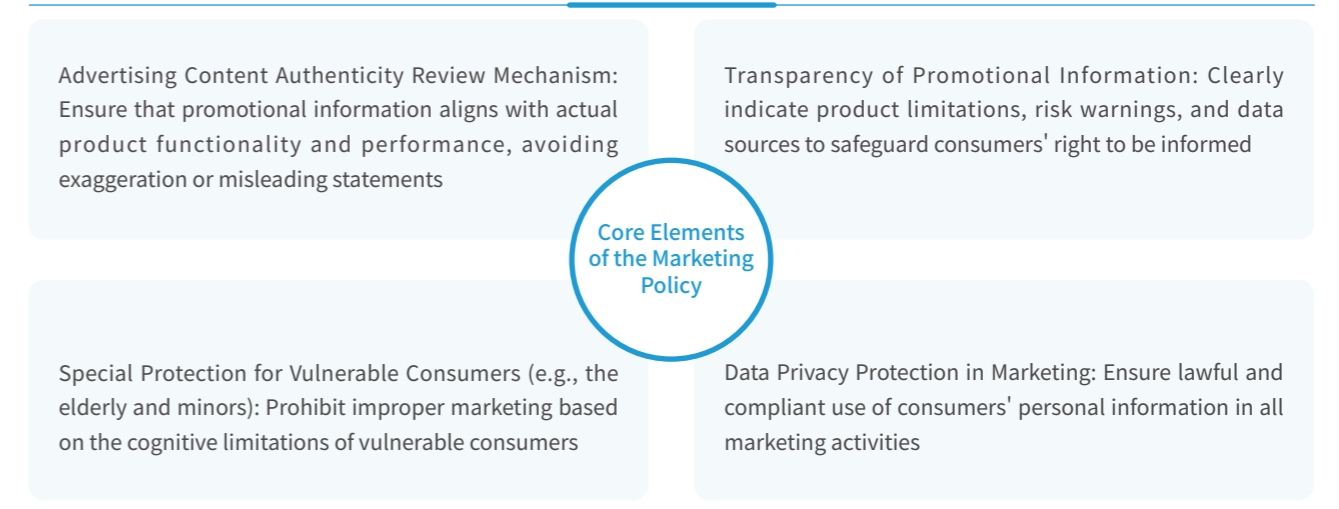 Advertising Content Authenticity Review Mechanism:
Ensure that promotional information aligns with actual
product functionality and performance, avoiding
exaggeration or misleading statements
Transparency of Promotional Information: Clearly
indicate product limitations, risk warnings, and data
sources to safeguard consumers' right to be informed
Core Elements
of the Marketing
Policy
Special Protection for Vulnerable Consumers (e.g., the
elderly and minors): Prohibit improper marketing based
on the cognitive limitations of vulnerable consumers
Data Privacy Protection in Marketing: Ensure lawful and
compliant use of consumers' personal information in all
marketing activities